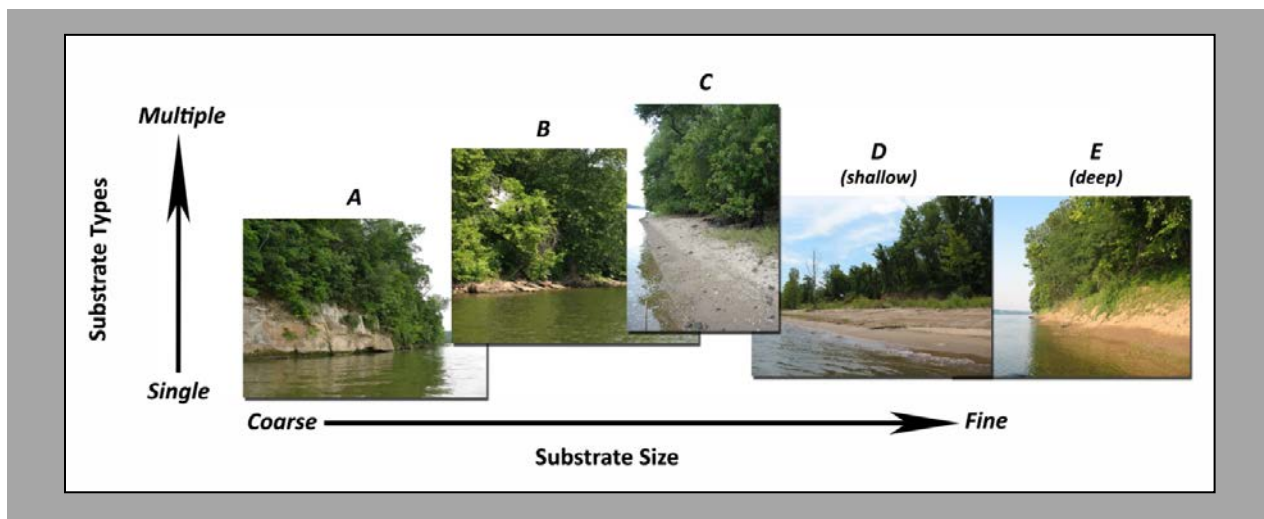 C
Multiple
B
D
(shallow)
E
(deep)
A
Substrate Types
Single
Coarse
Fine
Substrate Size